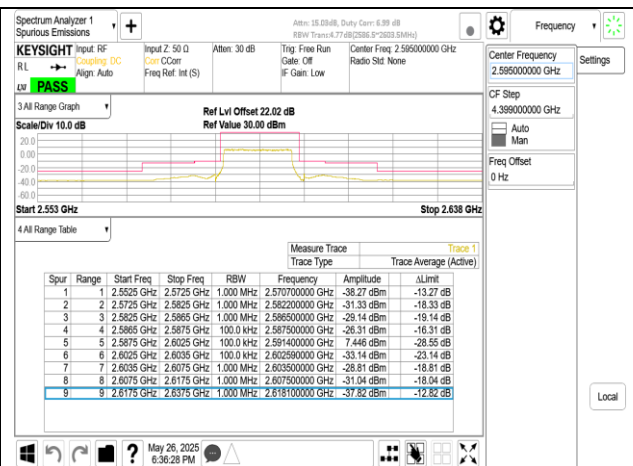 Spectrum Analyzer 1
Spurious Emissions
Attn: 15.03dB, Duty Corr: 6.99 dB
RBW Trans:4.77dB(2586.5~2603.5MHz)
Frequency
KEYSIGHT Input: RF Input Z: 50 Ω Atten: 30 dB Trig: Free Run Center Freq: 2.595000000 GHz
RL Coupling: DC Corr CCorr Gate: Off Radio Std: None
Align: Auto Freq Ref: Int (S) IF Gain: Low
LXI PASS
Center Frequency
2.595000000 GHz
Settings
CF Step
4.399000000 GHz
Auto
Man
Freq Offset
0 Hz
3 All Range Graph
Scale/Div 10.0 dB
Ref Lvl Offset 22.02 dB
Ref Value 30.00 dBm
20.0
0.00
-20.0
-40.0
-60.0
Start 2.553 GHz Stop 2.638 GHz
4 All Range Table
Measure Trace Trace 1
Trace Type Trace Average (Active)
Spur Range Start Freq Stop Freq RBW Frequency Amplitude ΔLimit
1 1 2.5525 GHz 2.5725 GHz 1.000 MHz 2.570700000 GHz -38.27 dBm -13.27 dB
2 2 2.5725 GHz 2.5825 GHz 1.000 MHz 2.582200000 GHz -31.33 dBm -18.33 dB
3 3 2.5825 GHz 2.5865 GHz 1.000 MHz 2.586500000 GHz -29.14 dBm -19.14 dB
4 4 2.5865 GHz 2.5875 GHz 100.0 kHz 2.587500000 GHz -26.31 dBm -16.31 dB
5 5 2.5875 GHz 2.6025 GHz 100.0 kHz 2.591400000 GHz 7.446 dBm -28.55 dB
6 6 2.6025 GHz 2.6035 GHz 100.0 kHz 2.602590000 GHz -33.14 dBm -23.14 dB
7 7 2.6035 GHz 2.6075 GHz 1.000 MHz 2.603500000 GHz -28.81 dBm -18.81 dB
8 8 2.6075 GHz 2.6175 GHz 1.000 MHz 2.607500000 GHz -31.04 dBm -18.04 dB
9 9 2.6175 GHz 2.6375 GHz 1.000 MHz 2.618100000 GHz -37.82 dBm -12.82 dB
Local
?
May 26, 2025
6:36:28 PM